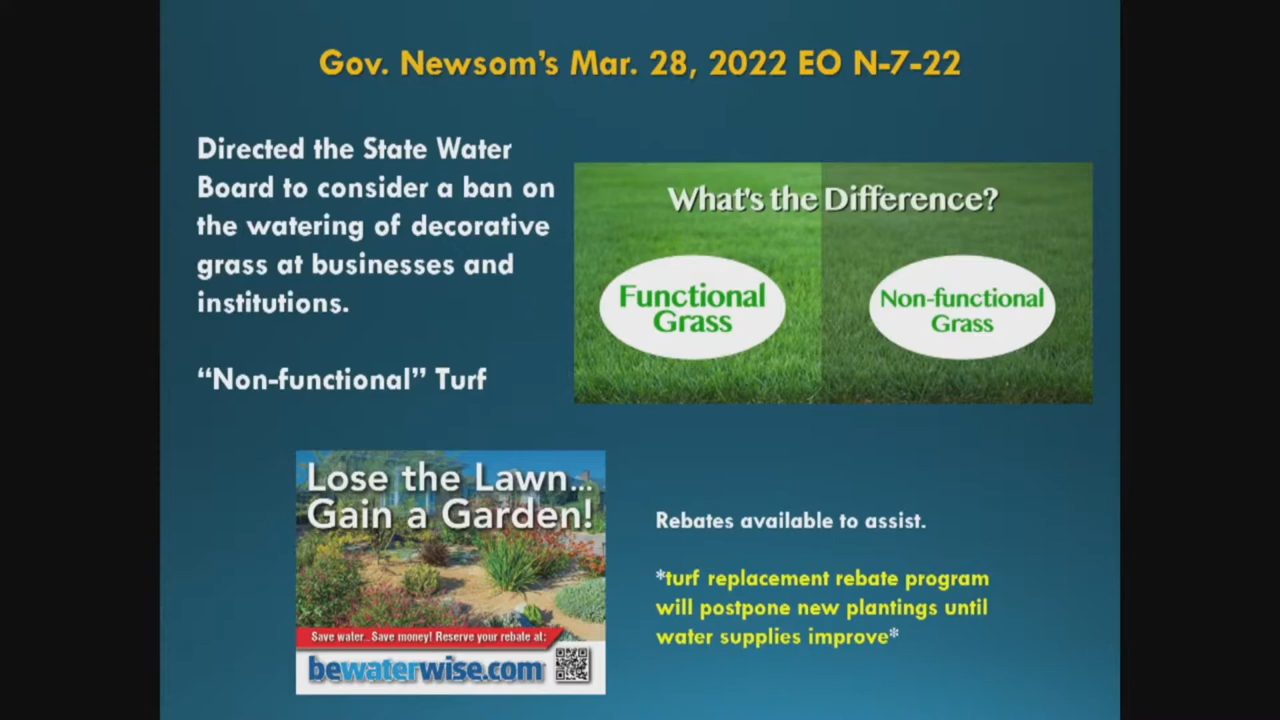 Gov. Newsom's Mar. 28, 2022 EO N-7-22
Directed the State Water
Board to consider a ban on
the watering of decorative
grass at businesses and
institutions.
“Non-functional” Turf
What's the Difference?
Functional
Grass
Non-functional
Grass
Lose the Lawn...
Gain a Garden!
Save water... Save money! Reserve your rebate at:
bewaterwise.com
Rebates available to assist.
*turf replacement rebate program
will postpone new plantings until
water supplies improve*